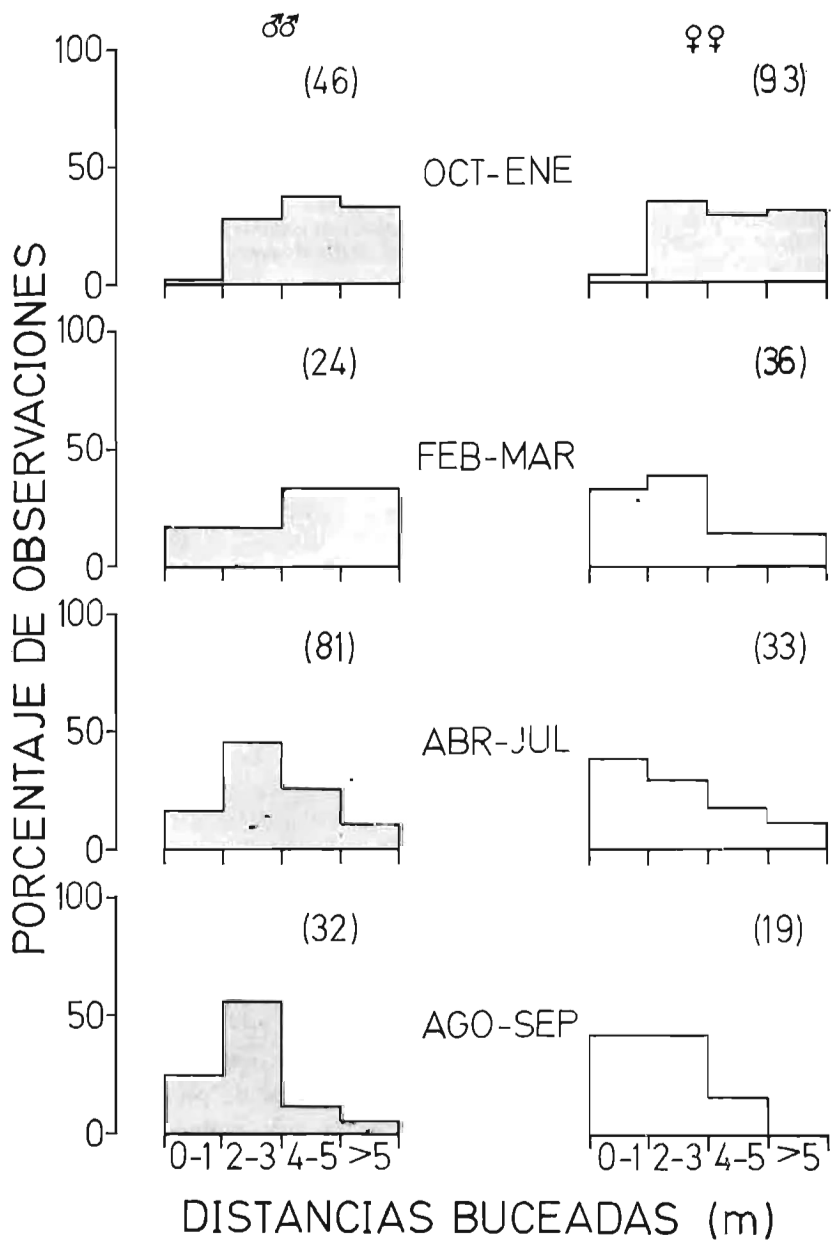 ♂♂ ♀♀
100 (46) (93)
OCT-ENE
50
0
100
(24) (36)
FEB-MAR
50
0
100
(81) (33)
ABR-JUL
50
0
100
(32) (19)
AGO-SEP
50
0
0-1 2-3 4-5 >5 0-1 2-3 4-5 >5
PORCENTAJE DE OBSERVACIONES
DISTANCIAS BUCEADAS (m)